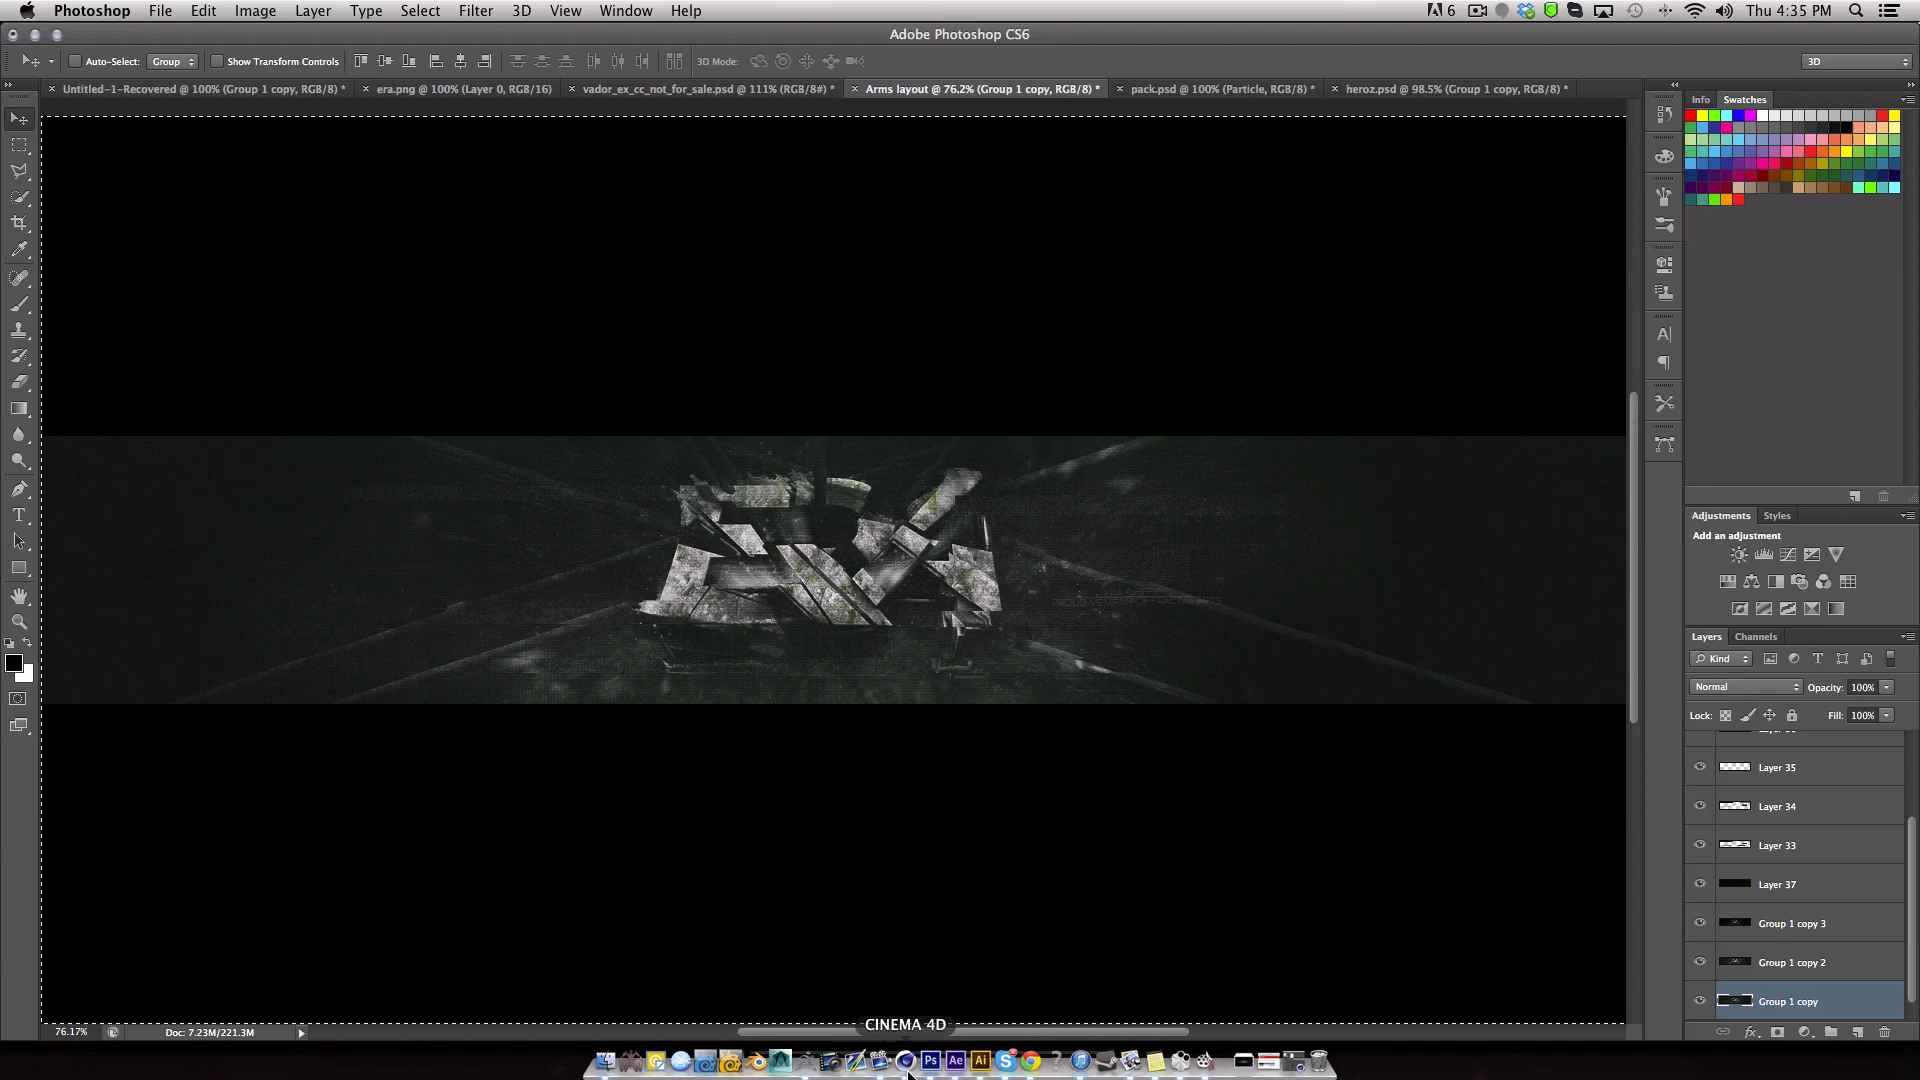 Photoshop File Edit Image Layer Type Select Filter 3D View Window Help 6 Thu 4:35 PM
Adobe Photoshop CS6
Auto-Select: Group Show Transform Controls 3D Mode: 3D
Untitled-1-Recovered @ 100% (Group 1 copy, RGB/8) * era.png @ 100% (Layer 0, RGB/16) vador_ex_cc_not_for_sale.psd @ 111% (RGB/8#) * Arms layout @ 76.2% (Group 1 copy, RGB/8) * pack.psd @ 100% (Particle, RGB/8) * heroz.psd @ 98.5% (Group 1 copy, RGB/8) *
Info Swatches
Adjustments Styles
Add an adjustment
Layers Channels
Kind
Normal Opacity: 100%
Lock: Fill: 100%
Layer 35
Layer 34
Layer 33
Layer 37
Group 1 copy 3
Group 1 copy 2
Group 1 copy
76.17% Doc: 7.23M/221.3M
CINEMA 4D
Ps Ae Ai